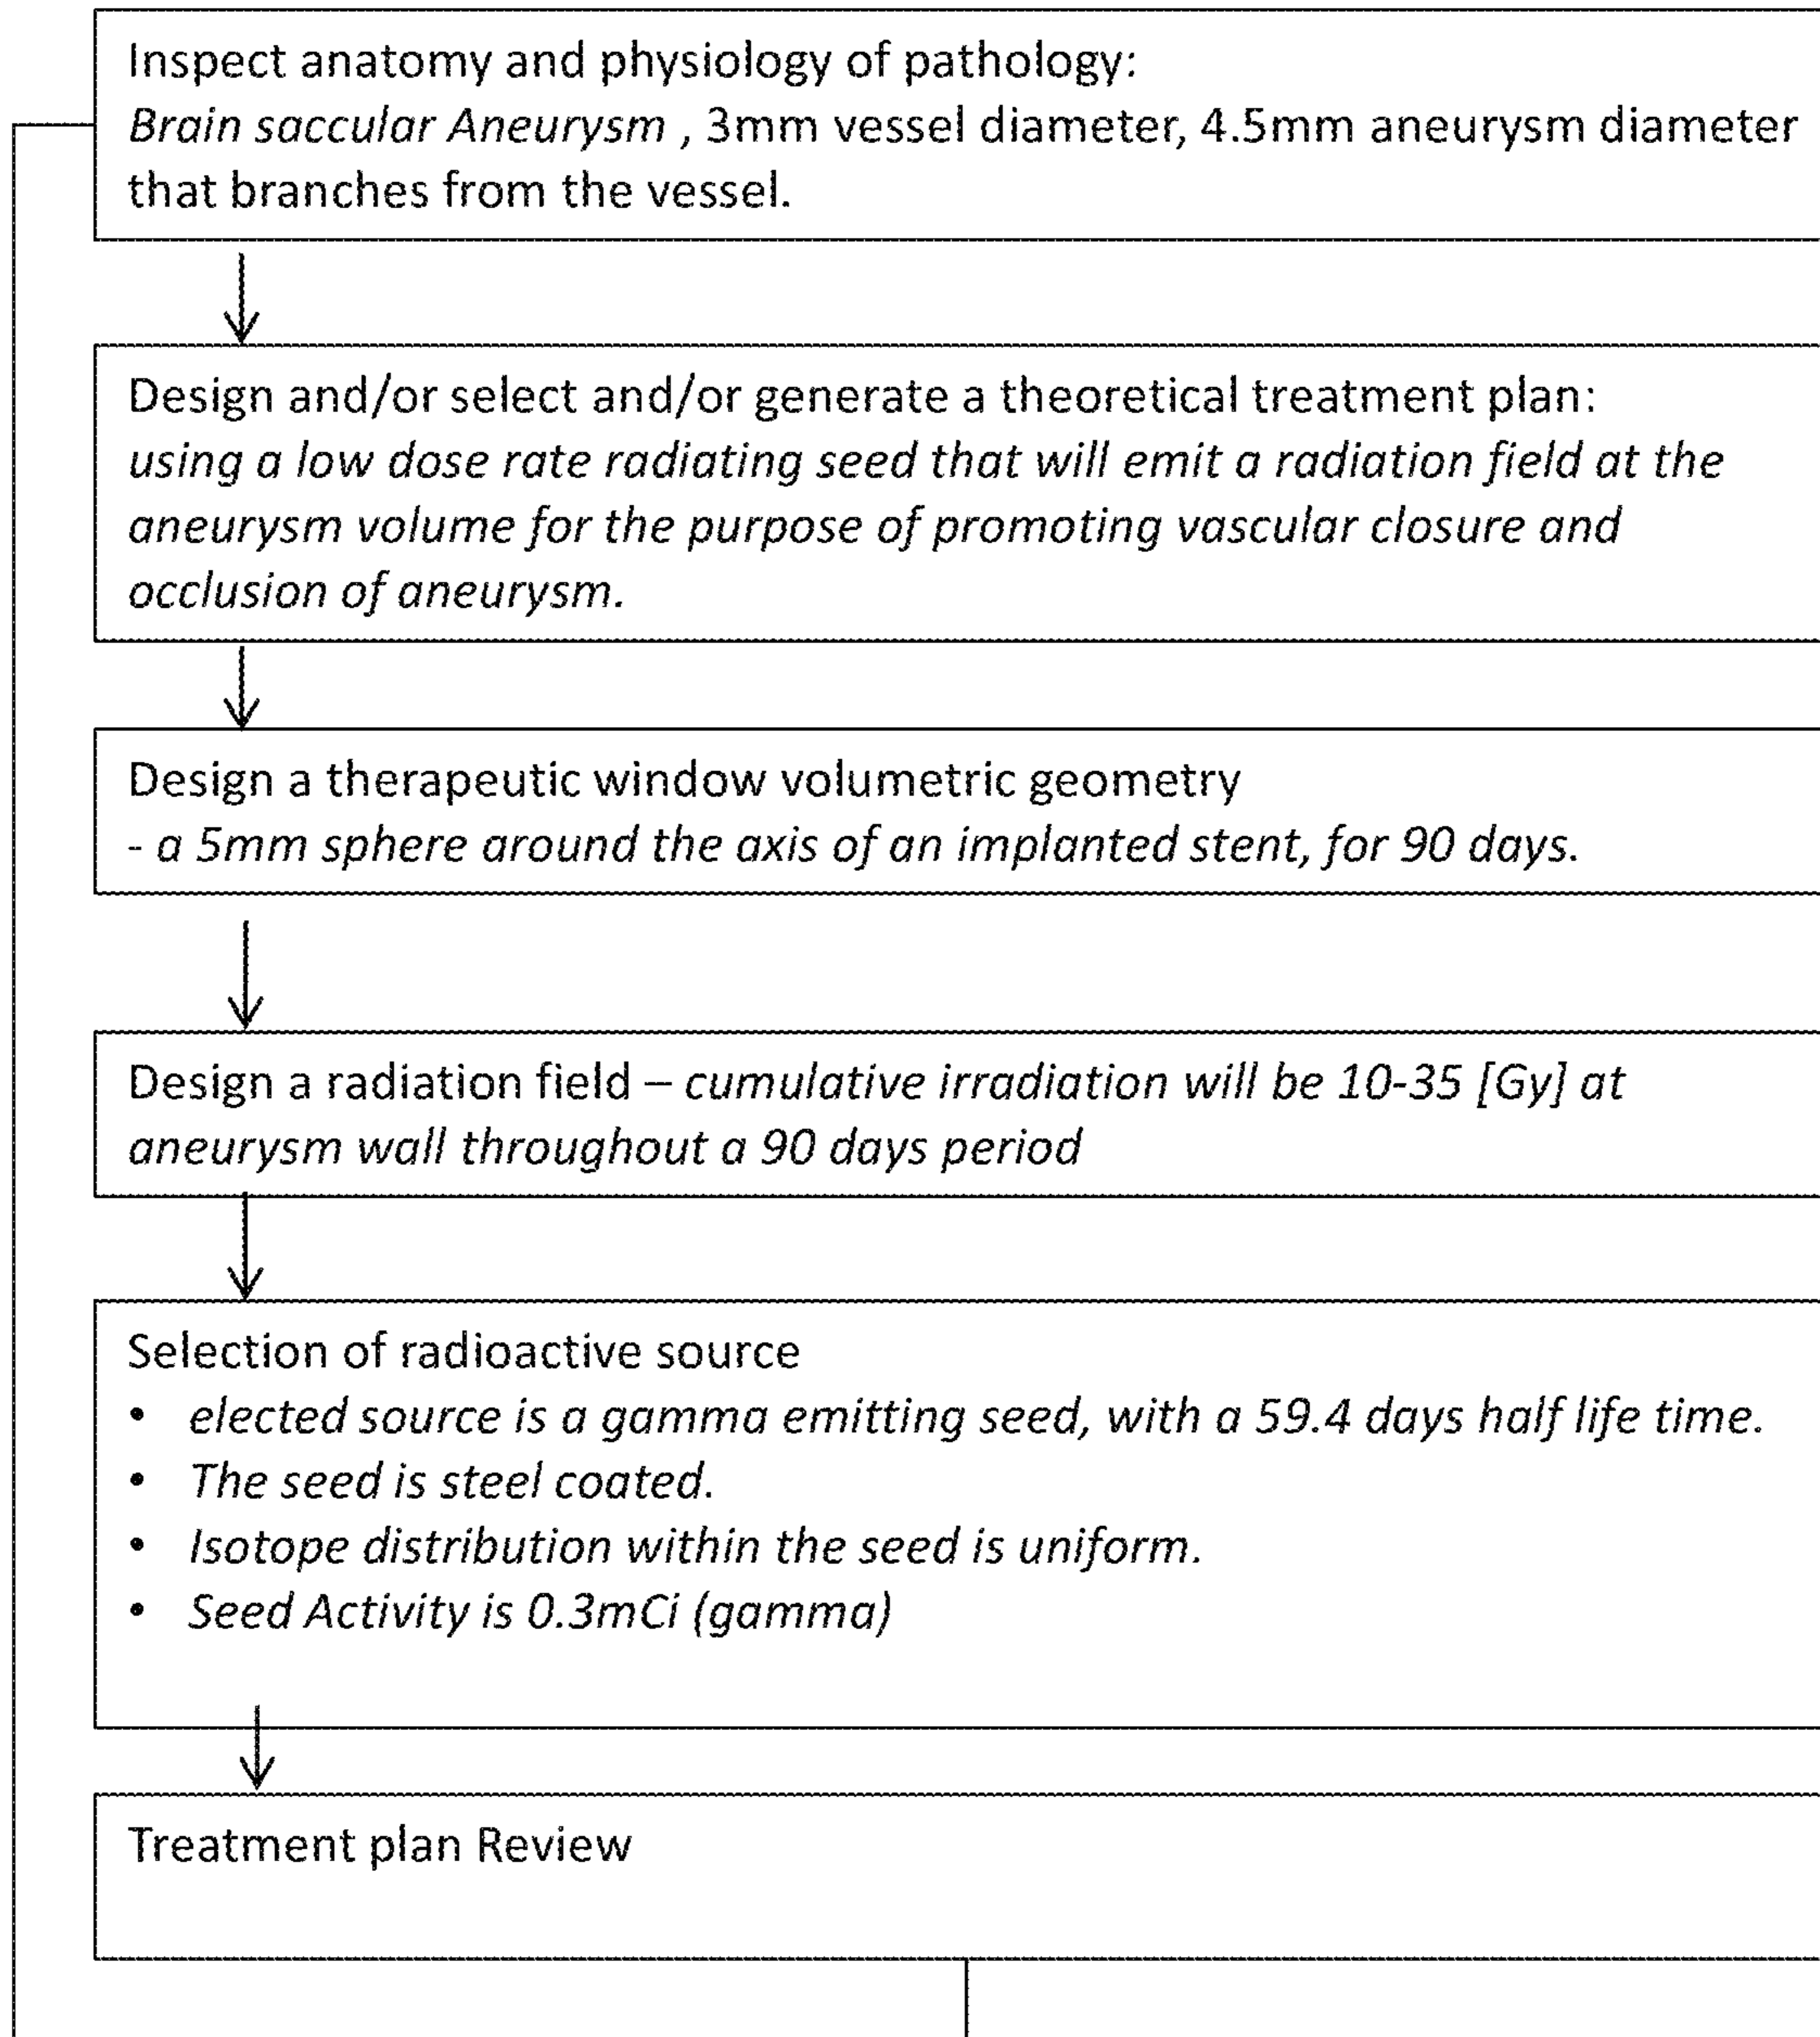 Inspect anatomy and physiology of pathology:
Brain saccular Aneurysm , 3mm vessel diameter, 4.5mm aneurysm diameter
that branches from the vessel.
Design and/or select and/or generate a theoretical treatment plan:
using a low dose rate radiating seed that will emit a radiation field at the
aneurysm volume for the purpose of promoting vascular closure and
occlusion of aneurysm.
Design a therapeutic window volumetric geometry
- a 5mm sphere around the axis of an implanted stent, for 90 days.
Design a radiation field – cumulative irradiation will be 10-35 [Gy] at
aneurysm wall throughout a 90 days period
Selection of radioactive source
• elected source is a gamma emitting seed, with a 59.4 days half life time.
• The seed is steel coated.
• Isotope distribution within the seed is uniform.
• Seed Activity is 0.3mCi (gamma)
Treatment plan Review